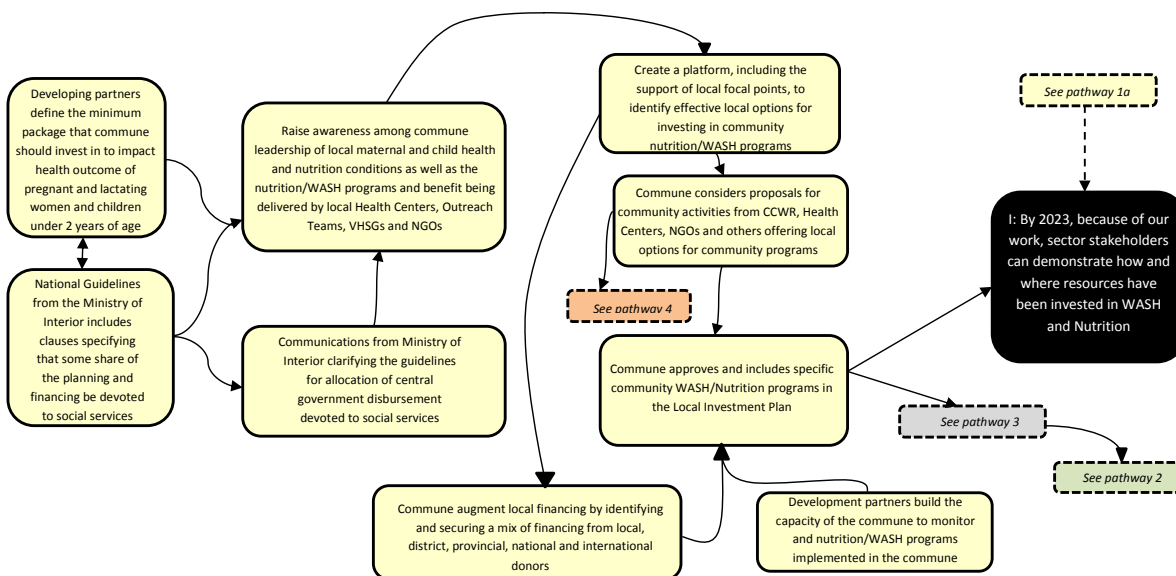 Developing partners
define the minimum
package that commune
should invest in to impact
health outcome of
pregnant and lactating
women and children
under 2 years of age
National Guidelines
from the Ministry of
Interior includes
clauses specifying
that some share of
the planning and
financing be devoted
to social services
Raise awareness among commune
leadership of local maternal and child health
and nutrition conditions as well as the
nutrition/WASH programs and benefit being
delivered by local Health Centers, Outreach
Teams, VHSGs and NGOs
Communications from Ministry of
Interior clarifying the guidelines
for allocation of central
government disbursement
devoted to social services
Create a platform, including the
support of local focal points, to
identify effective local options for
investing in community
nutrition/WASH programs
Commune considers proposals for
community activities from CCWR, Health
Centers, NGOs and others offering local
options for community programs
See pathway 4
Commune approves and includes specific
community WASH/Nutrition programs in
the Local Investment Plan
Commune augment local financing by identifying
and securing a mix of financing from local,
district, provincial, national and international
donors
Development partners build the
capacity of the commune to monitor
and nutrition/WASH programs
implemented in the commune
See pathway 1a
I: By 2023, because of our
work, sector stakeholders
can demonstrate how and
where resources have
been invested in WASH
and Nutrition
See pathway 3
See pathway 2